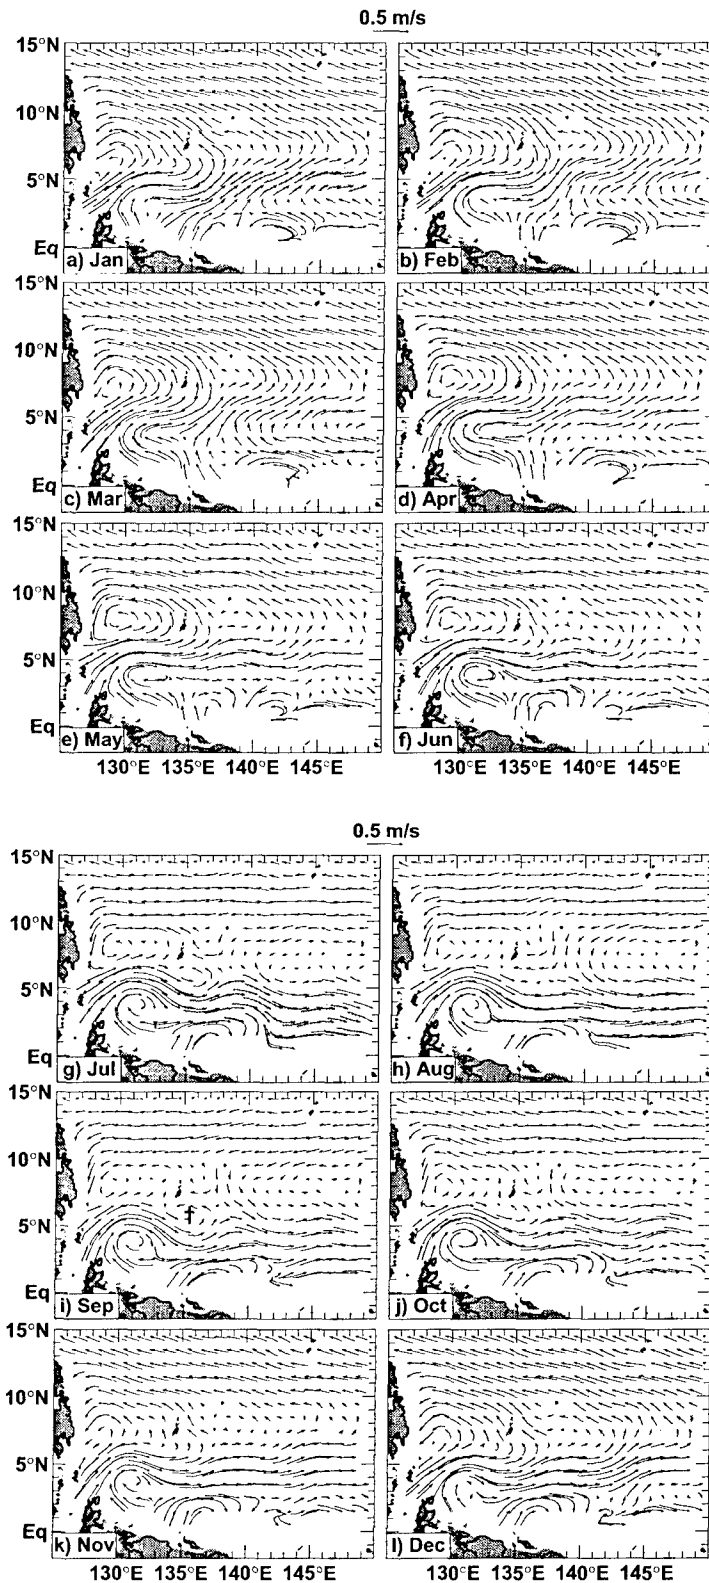 0.5 m/s
15°N
10°N
5°N
Eq
a) Jan
b) Feb
15°N
10°N
5°N
Eq
c) Mar
d) Apr
15°N
10°N
5°N
Eq
e) May
f) Jun
130°E 135°E 140°E 145°E
130°E 135°E 140°E 145°E
0.5 m/s
15°N
10°N
5°N
Eq
g) Jul
h) Aug
15°N
10°N
5°N
f
Eq
i) Sep
j) Oct
15°N
10°N
5°N
Eq
k) Nov
l) Dec
130°E 135°E 140°E 145°E
130°E 135°E 140°E 145°E